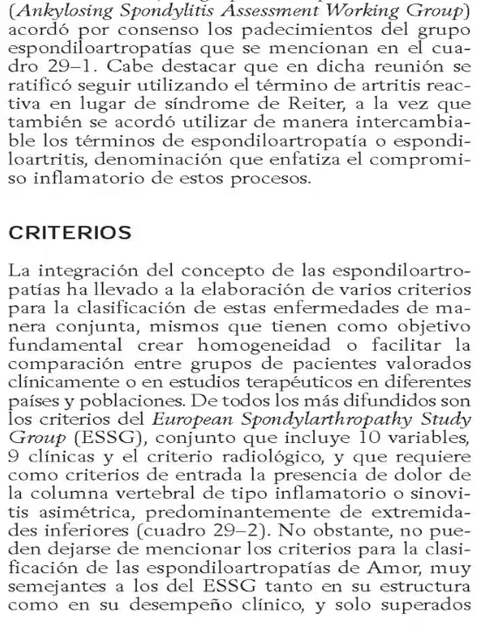 (Ankylosing Spondylitis Assessment Working Group)
acordó por consenso los padecimientos del grupo
espondiloartropatías que se mencionan en el cua-
dro 29–1. Cabe destacar que en dicha reunión se
ratificó seguir utilizando el término de artritis reac-
tiva en lugar de síndrome de Reiter, a la vez que
también se acordó utilizar de manera intercambia-
ble los términos de espondiloartropatía o espondi-
loartritis, denominación que enfatiza el compromi-
so inflamatorio de estos procesos.
CRITERIOS
La integración del concepto de las espondiloartro-
patías ha llevado a la elaboración de varios criterios
para la clasificación de estas enfermedades de ma-
nera conjunta, mismos que tienen como objetivo
fundamental crear homogeneidad o facilitar la
comparación entre grupos de pacientes valorados
clínicamente o en estudios terapéuticos en diferentes
países y poblaciones. De todos los más difundidos son
los criterios del European Spondylarthropathy Study
Group (ESSG), conjunto que incluye 10 variables,
9 clínicas y el criterio radiológico, y que requiere
como criterios de entrada la presencia de dolor de
la columna vertebral de tipo inflamatorio o sinovi-
tis asimétrica, predominantemente de extremida-
des inferiores (cuadro 29–2). No obstante, no pue-
den dejarse de mencionar los criterios para la clasi-
ficación de las espondiloartropatías de Amor, muy
semejantes a los del ESSG tanto en su estructura
como en su desempeño clínico, y solo superados